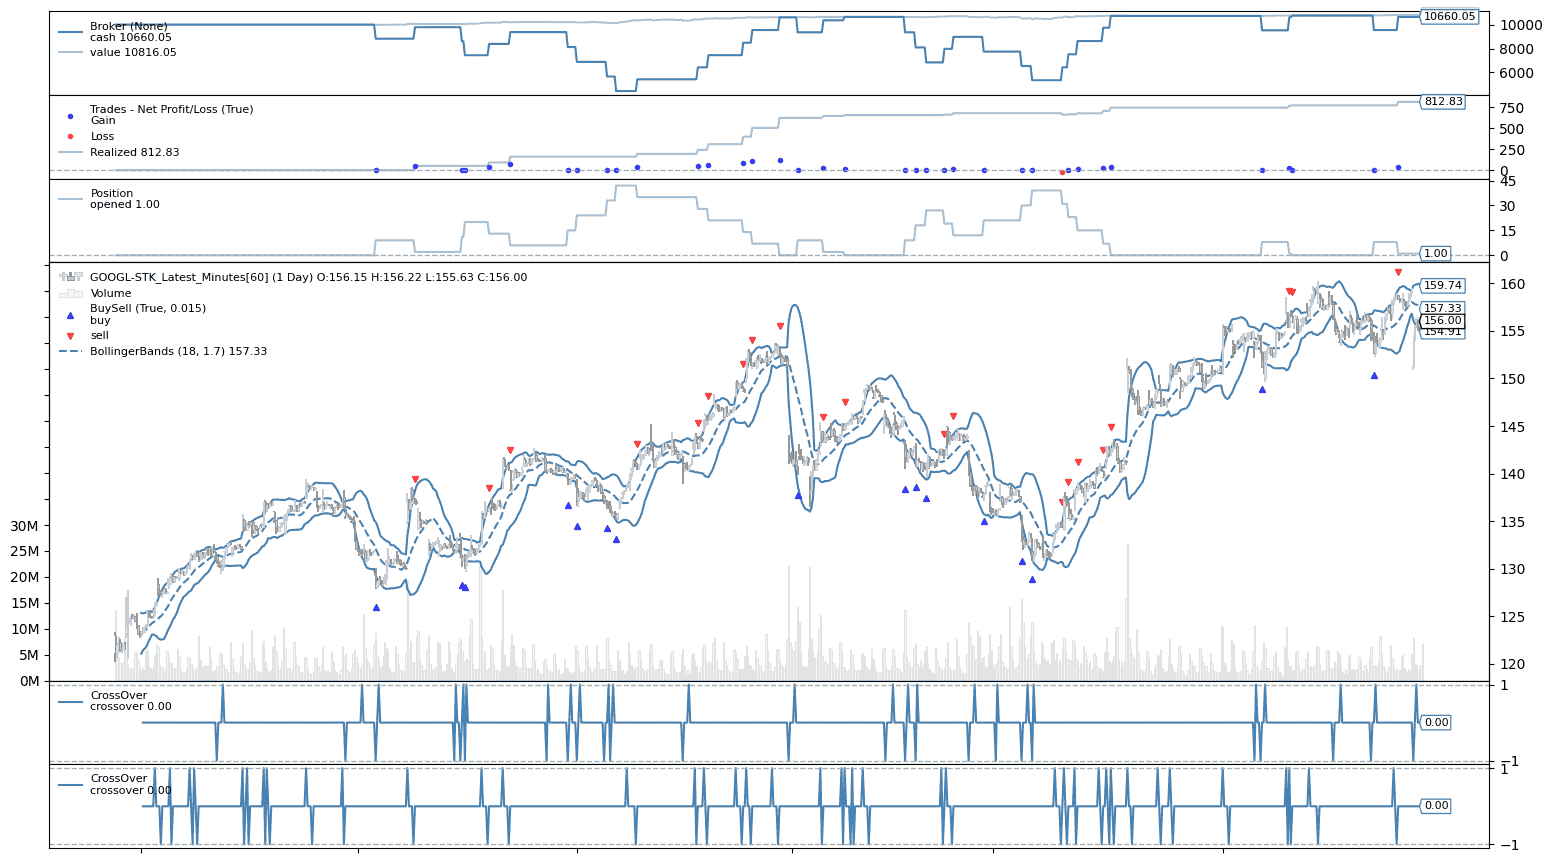 Broker (None)
cash 10660.05
value 10816.05
10660.05
10000
8000
6000
Trades - Net Profit/Loss (True)
Gain
Loss
Realized 812.83
812.83
750
500
250
0
Position
opened 1.00
45
30
15
0
1.00
GOOGL-STK_Latest_Minutes[60] (1 Day) O:156.15 H:156.22 L:155.63 C:156.00
Volume
BuySell (True, 0.015)
buy
sell
BollingerBands (18, 1.7) 157.33
160
159.74
157.33
156.00
155
154.91
150
145
140
135
130
125
120
30M
25M
20M
15M
10M
5M
0M
CrossOver
crossover 0.00
1
0.00
−1
CrossOver
crossover 0.00
1
0.00
−1